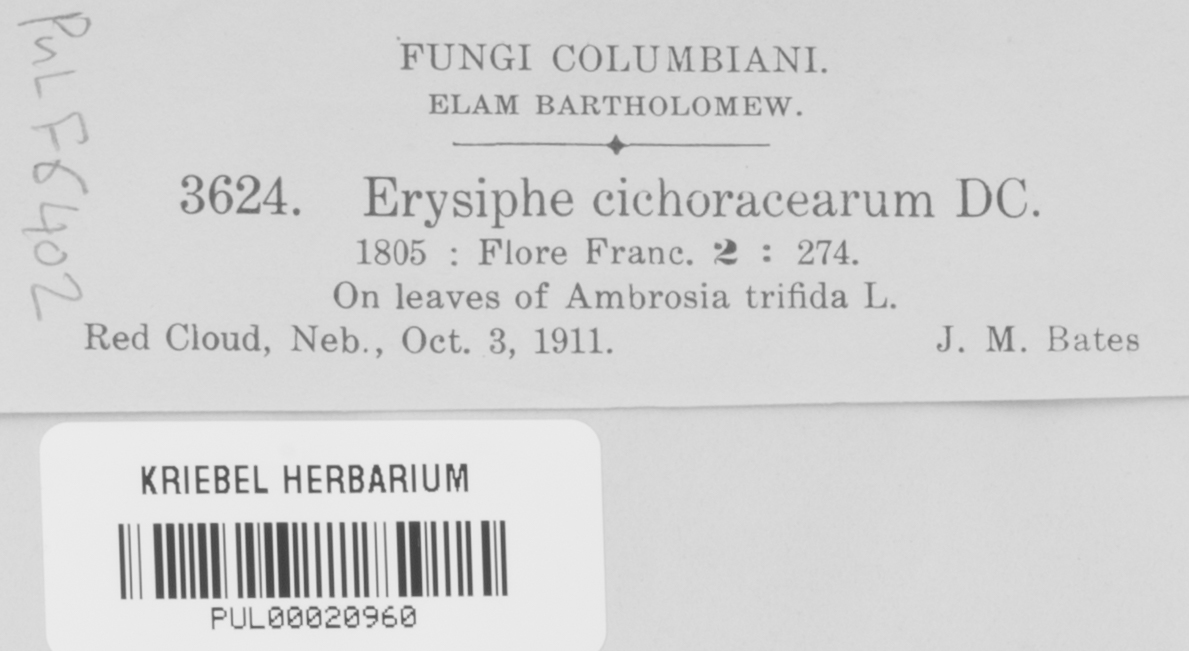 PUL F6402
FUNGI COLUMBIANI.
ELAM BARTHOLOMEW.
3624. Erysiphe cichoracearum DC.
1805 : Flore Franc. 2 : 274.
On leaves of Ambrosia trifida L.
Red Cloud, Neb., Oct. 3, 1911. J. M. Bates
KRIEBEL HERBARIUM
PUL00020960